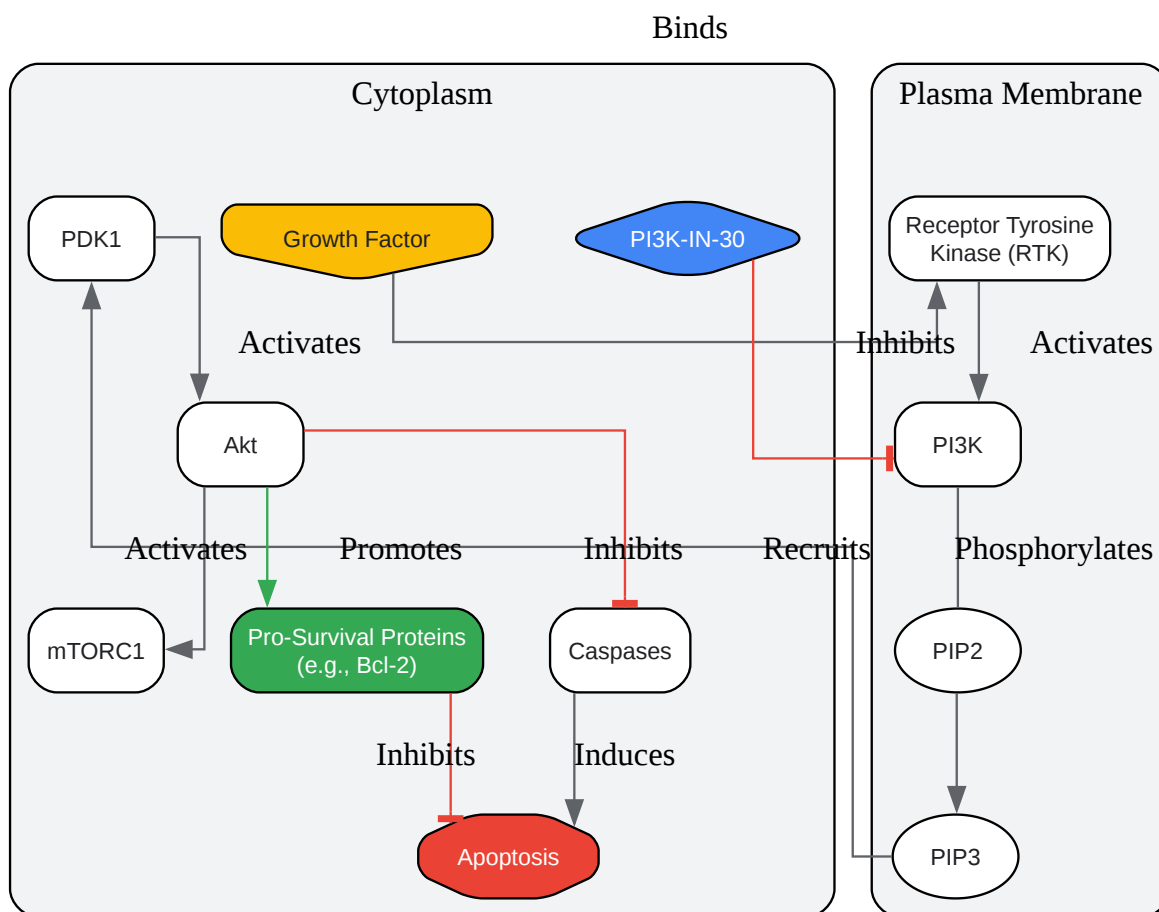 Binds
Cytoplasm
Plasma Membrane
PDK1
Growth Factor
PI3K-IN-30
Receptor Tyrosine
Kinase (RTK)
Activates
Inhibits
Activates
Akt
PI3K
Activates
Promotes
Inhibits
Recruits
Phosphorylates
mTORC1
Pro-Survival Proteins
(e.g., Bcl-2)
Caspases
PIP2
Inhibits
Induces
Apoptosis
PIP3